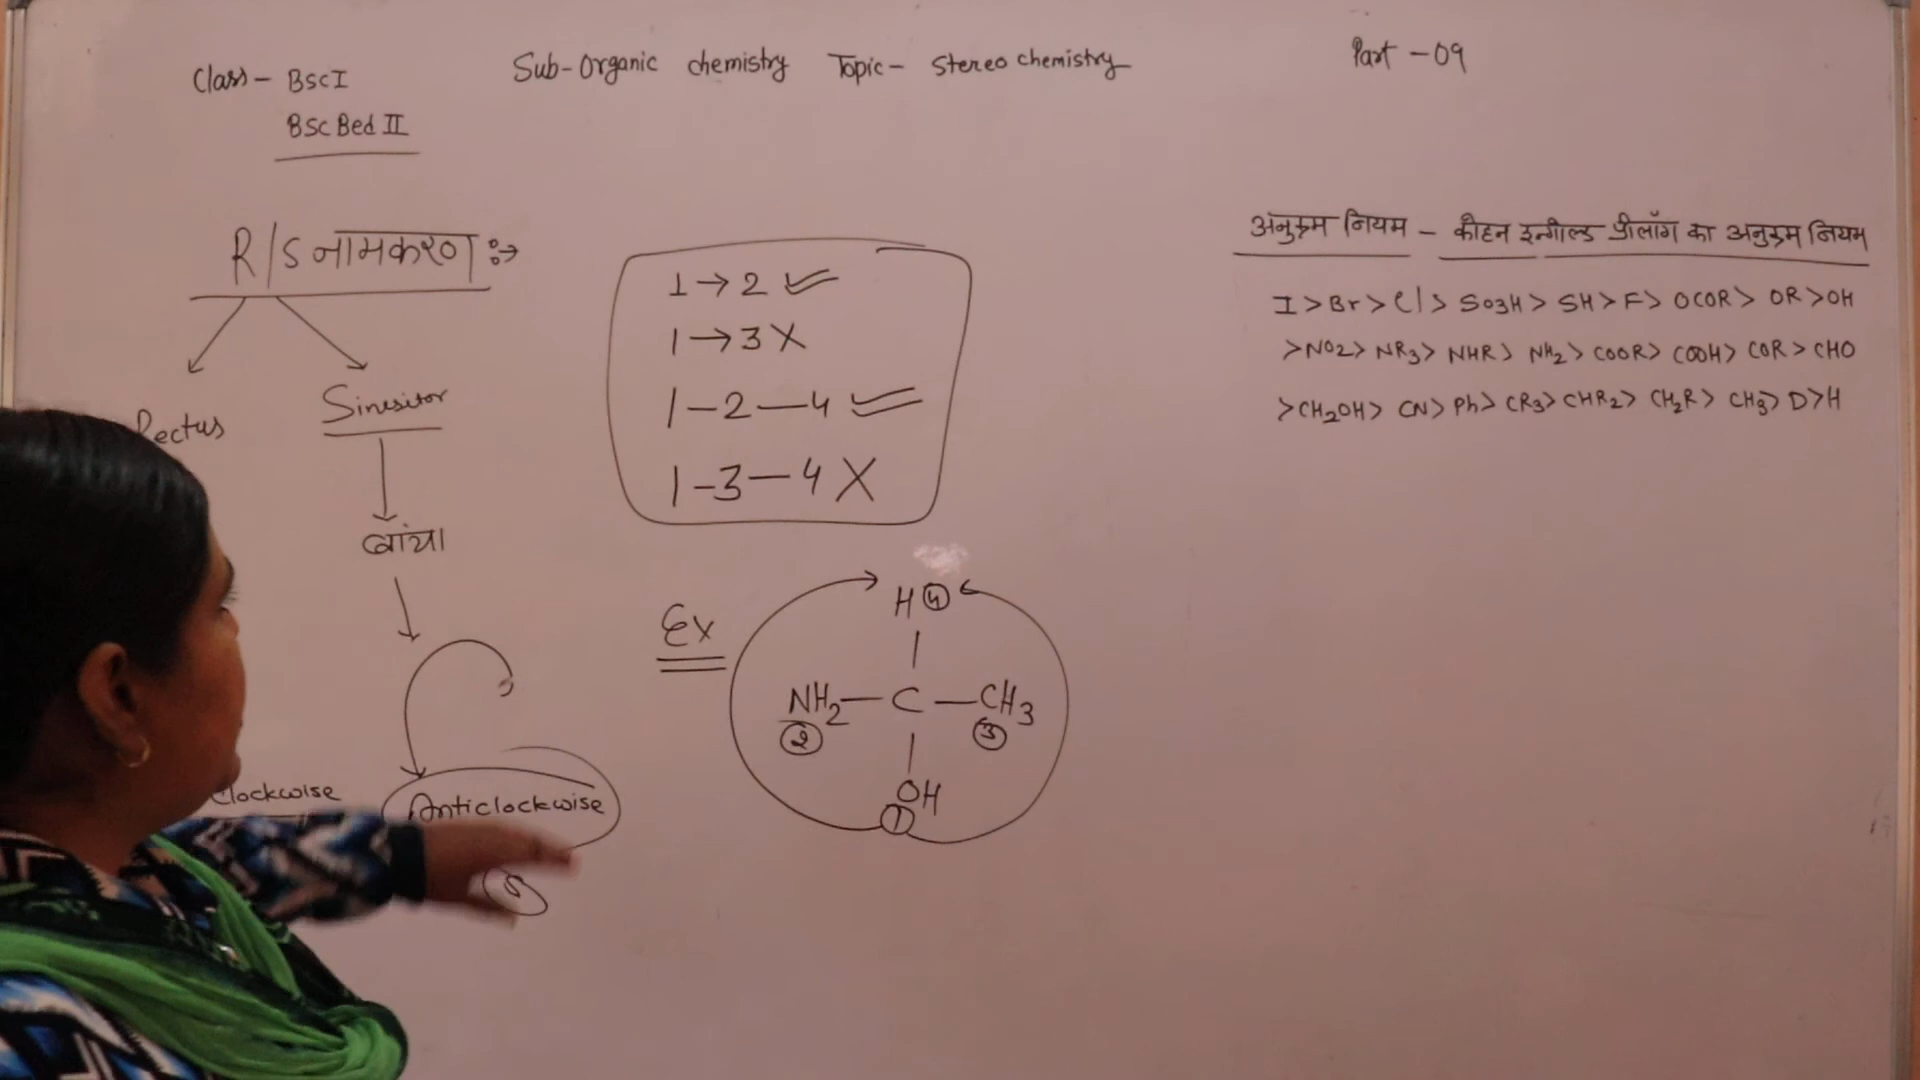 Class - BSc I
BSc Bed II
Sub-Organic chemistry Topic - Stereo chemistry
Part - 09
R/S नामकरण :→
Rectus
Sinisitor
बांया
Clockwise
Anticlockwise
S
1 → 2 ✓
1 → 3 X
1 - 2 - 4 ✓
1 - 3 - 4 X
Ex
H ④
NH2 — C — CH3
② ③
OH
①
अनुक्रम नियम - कॉहन इन्गोल्ड प्रीलॉग का अनुक्रम नियम
I > Br > Cl > SO3H > SH > F > OCOR > OR > OH
> NO2 > NR3 > NHR > NH2 > COOR > COOH > COR > CHO
> CH2OH > CN > Ph > CR3 > CHR2 > CH2R > CH3 > D > H